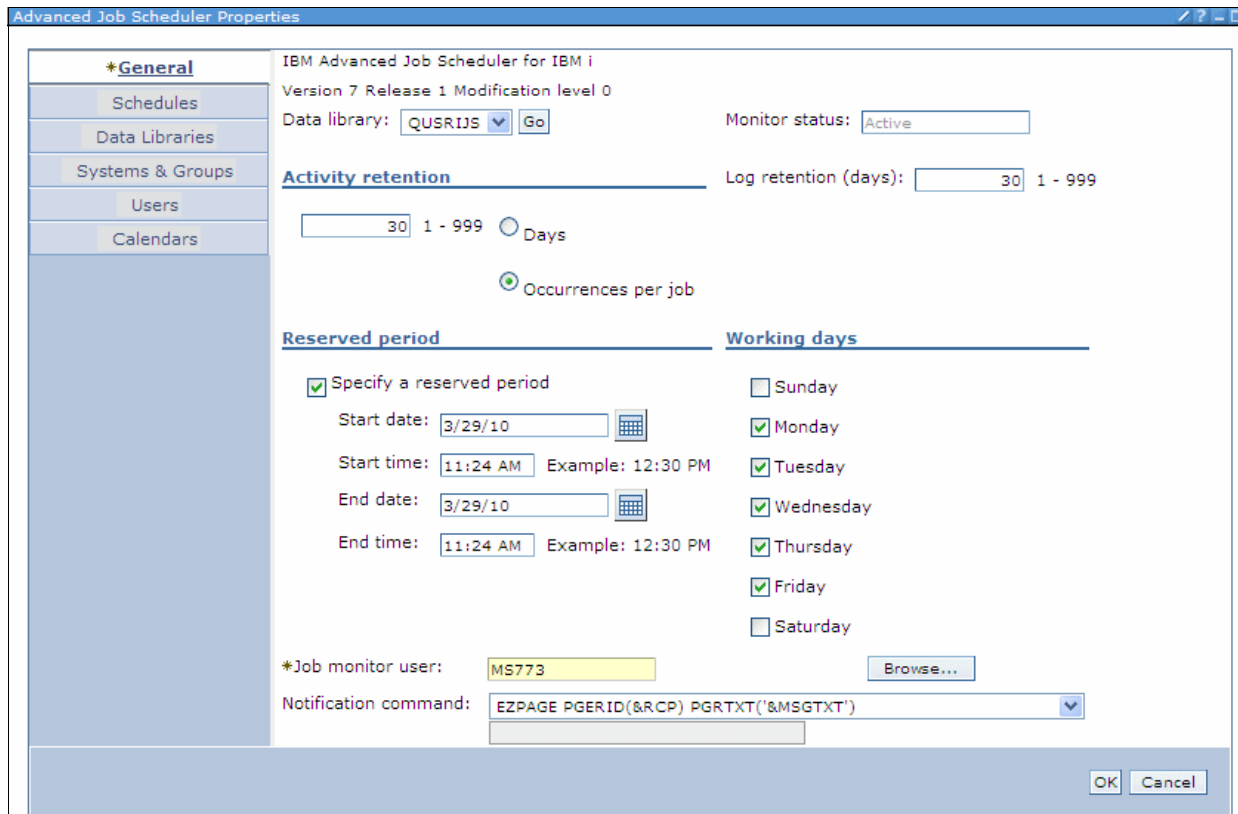 Advanced Job Scheduler Properties
*General
Schedules
Data Libraries
Systems & Groups
Users
Calendars
IBM Advanced Job Scheduler for IBM i
Version 7 Release 1 Modification level 0
Data library: QUSRIJS Go
Monitor status: Active
Activity retention
Log retention (days): 30 1 - 999
30 1 - 999 Days
Occurrences per job
Reserved period
Specify a reserved period
Start date: 3/29/10
Start time: 11:24 AM Example: 12:30 PM
End date: 3/29/10
End time: 11:24 AM Example: 12:30 PM
Working days
Sunday
Monday
Tuesday
Wednesday
Thursday
Friday
Saturday
*Job monitor user: MS773 Browse...
Notification command: EZPAGE PGERID(&RCP) PGRTXT('&MSGTXT')
OK Cancel